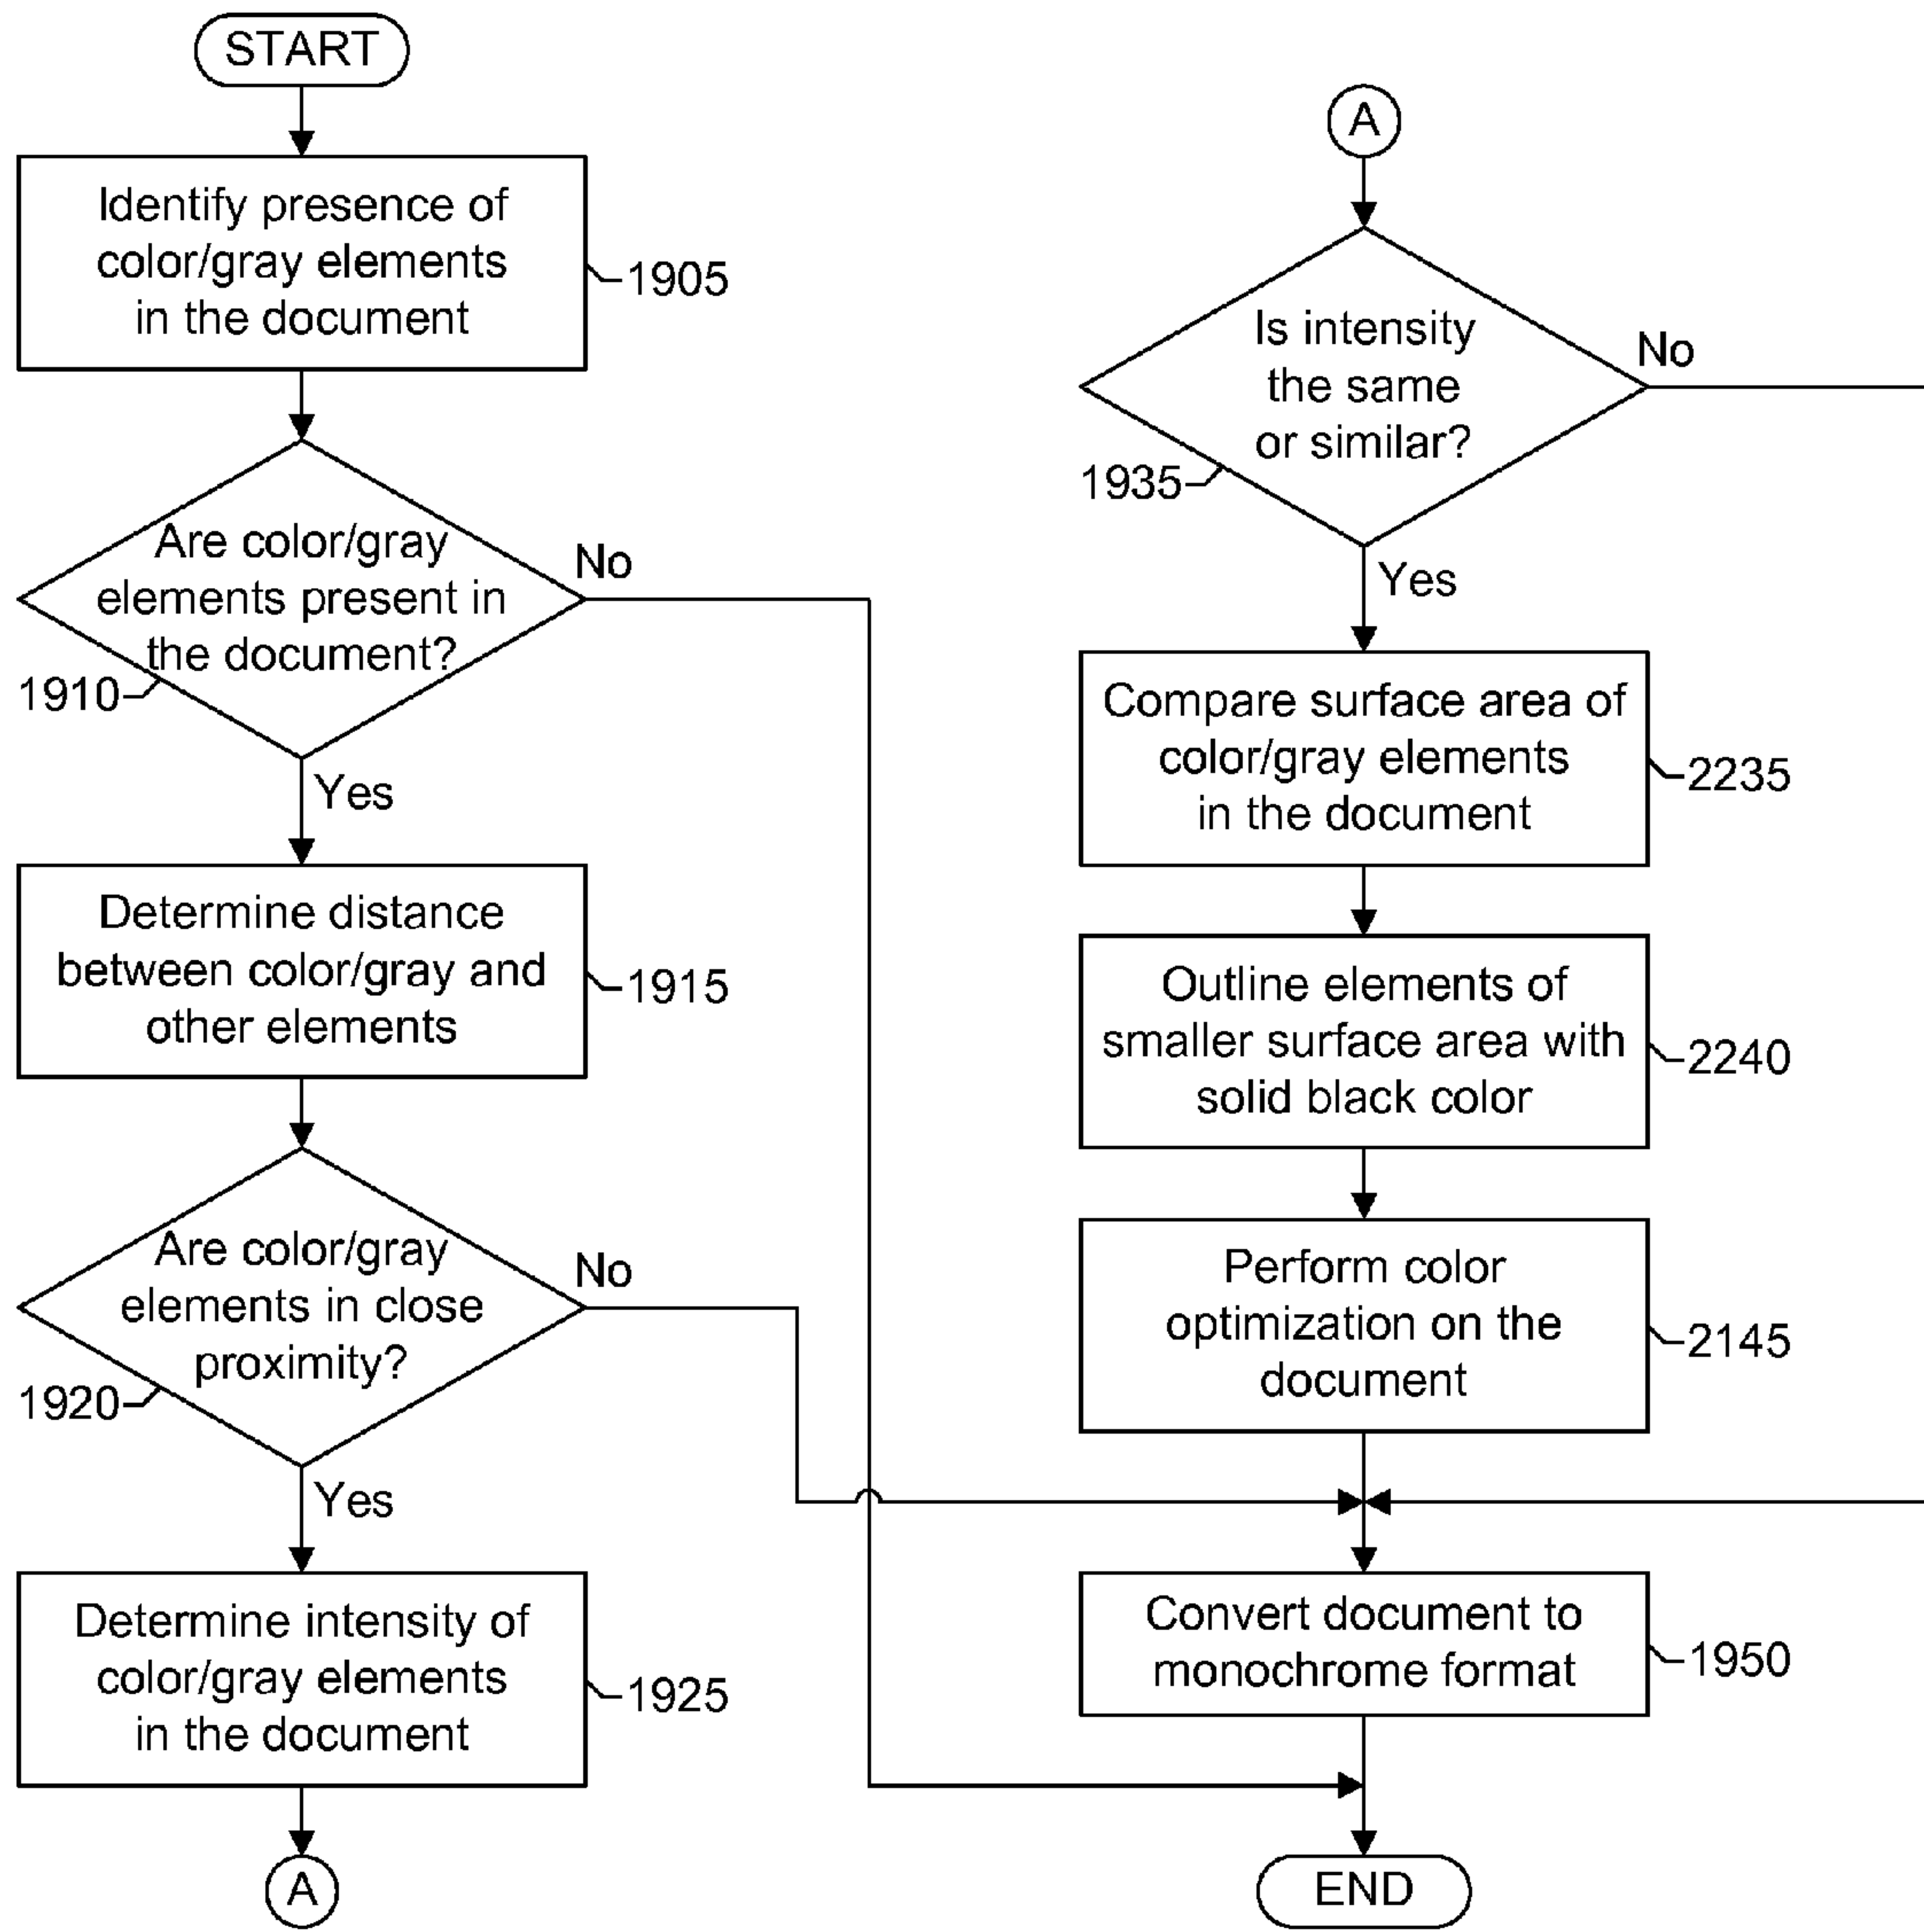 START
Identify presence of
color/gray elements
in the document
1905
Are color/gray
elements present in
the document?
No
1910
Yes
Determine distance
between color/gray and
other elements
1915
Are color/gray
elements in close
proximity?
No
1920
Yes
Determine intensity of
color/gray elements
in the document
1925
A
A
Is intensity
the same
or similar?
No
1935
Yes
Compare surface area of
color/gray elements
in the document
2235
Outline elements of
smaller surface area with
solid black color
2240
Perform color
optimization on the
document
2145
Convert document to
monochrome format
1950
END